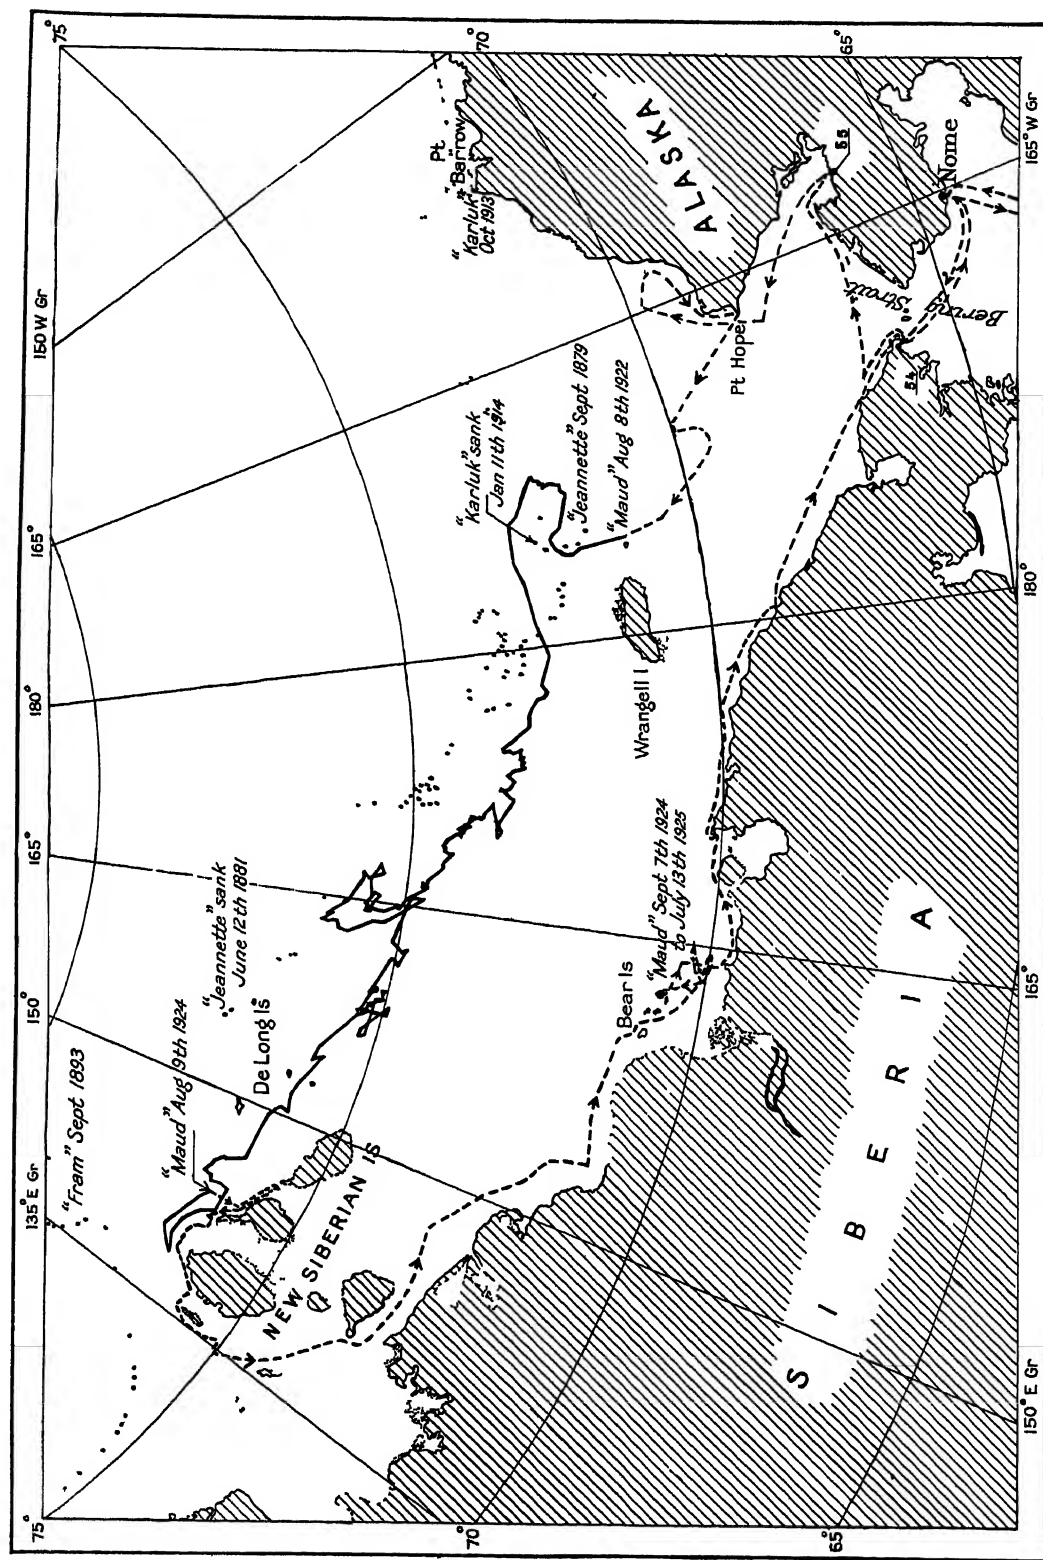 75°
135°E Gr
150°
165°
180°
165°
150 W Gr
75°
"Fram" Sept 1893
"Maud" Aug 9th 1924
"Jeannette" sank
June 12th 1881
De Long Is
NEW SIBERIAN IS
"Karluk" sank
Jan 11th 1914
"Jeannette" Sept 1879
"Maud" Aug 8th 1922
"Karluk"
Oct 1913
Pt
Barrow
70°
70°
ALASKA
Wrangell I
Pt Hope
Bear Is
"Maud" Sept 7th 1924
to July 13th 1925
Bering
Strait
Nome
54
55
SIBERIA
65°
65°
150°E Gr
165°
180°
165°W Gr